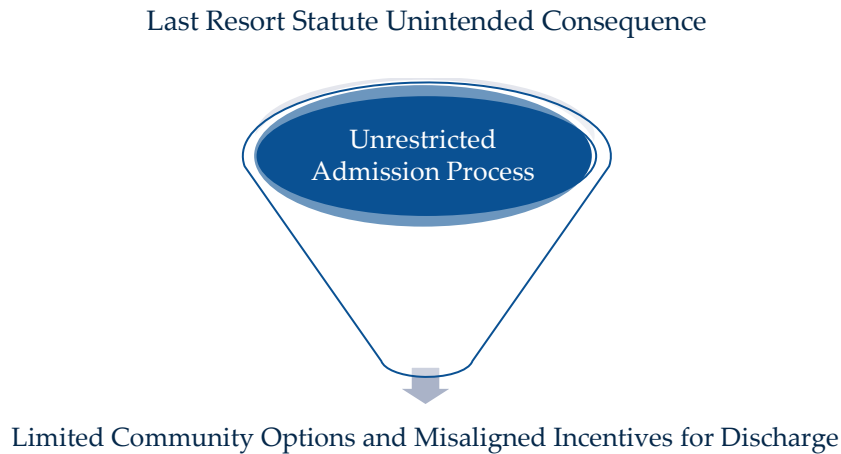 Last Resort Statute Unintended Consequence
Unrestricted
Admission Process
Limited Community Options and Misaligned Incentives for Discharge